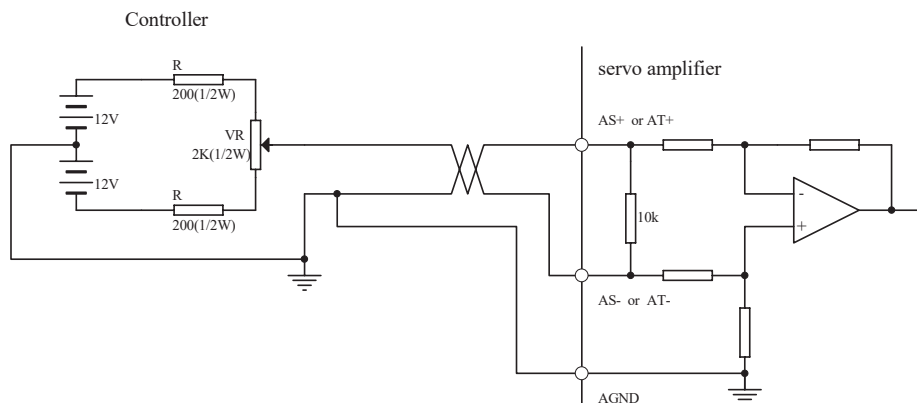 Controller
servo amplifier
R
200(1/2W)
AS+ or AT+
12V
VR
2K(1/2W)
-
12V
R
10k
+
200(1/2W)
AS- or AT-
AGND